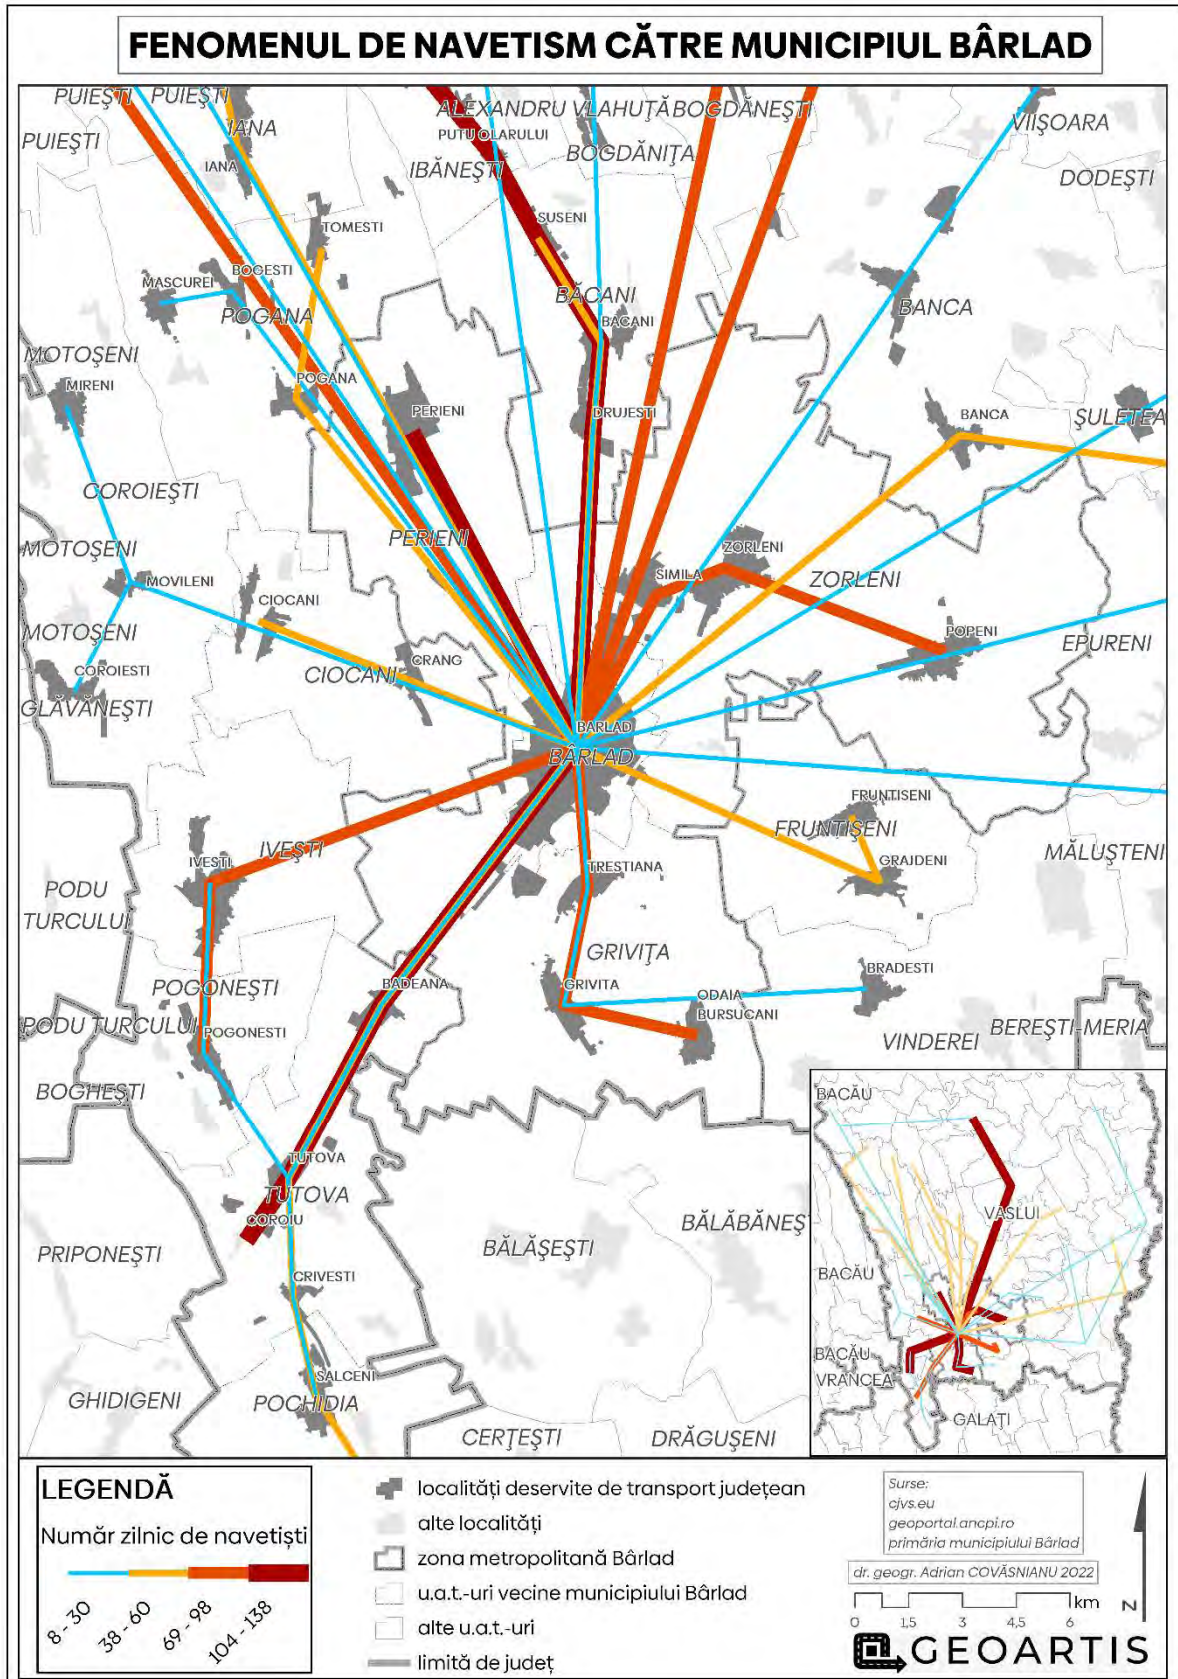 FENOMENUL DE NAVETISM CĂTRE MUNICIPIUL BÂRLAD
PUIEȘTI
PUIEȘTI
IANA
ALEXANDRU VLAHUȚĂ
BOGDĂNEȘTI
VIIȘOARA
PUIEȘTI
PUTU OLARULUI
IANA
IBĂNEȘTI
BOGDĂNIȚA
DODEȘTI
TOMESTI
SUSENI
BOGESTI
MASCUREI
POGANA
BĂCANI
BACANI
BANCA
MOTOȘENI
MIRENI
POGANA
PERIENI
DRUJESTI
BANCA
ȘULETEA
COROIEȘTI
MOTOȘENI
PERIENI
MOVILENI
ZORLENI
SIMILA
ZORLENI
CIOCANI
MOTOȘENI
POPENI
EPURENI
COROIESTI
CIOCANI
CRANG
GLĂVĂNEȘTI
BARLAD
BÂRLAD
FRUNTISENI
FRUNTIȘENI
IVEȘTI
IVESTI
TRESTIANA
GRAJDENI
MĂLUȘTENI
PODU
TURCULUI
GRIVIȚA
BRADESTI
POGONEȘTI
BADEANA
GRIVITA
ODAIA
BURSUCANI
PODU TURCULUI
POGONESTI
VINDEREI
BEREȘTI-MERIA
BOGHEȘTI
BACĂU
TUTOVA
TUTOVA
COROIU
VASLUI
BĂLĂBĂNEȘ
PRIPONEȘTI
BĂLĂȘEȘTI
BACĂU
CRIVESTI
BACĂU
VRANCEA
SALCENI
GHIDIGENI
POCHIDIA
GALAȚI
CERȚEȘTI
DRĂGUȘENI
LEGENDĂ
Număr zilnic de navetiști
8 - 30
38 - 60
69 - 98
104 - 138
localități deservite de transport județean
alte localități
zona metropolitană Bârlad
u.a.t.-uri vecine municipiului Bârlad
alte u.a.t.-uri
limită de județ
Surse:
cjvs.eu
geoportal.ancpi.ro
primăria municipiului Bârlad
dr. geogr. Adrian COVĂSNIANU 2022
km
0 1,5 3 4,5 6
N
GEOARTIS